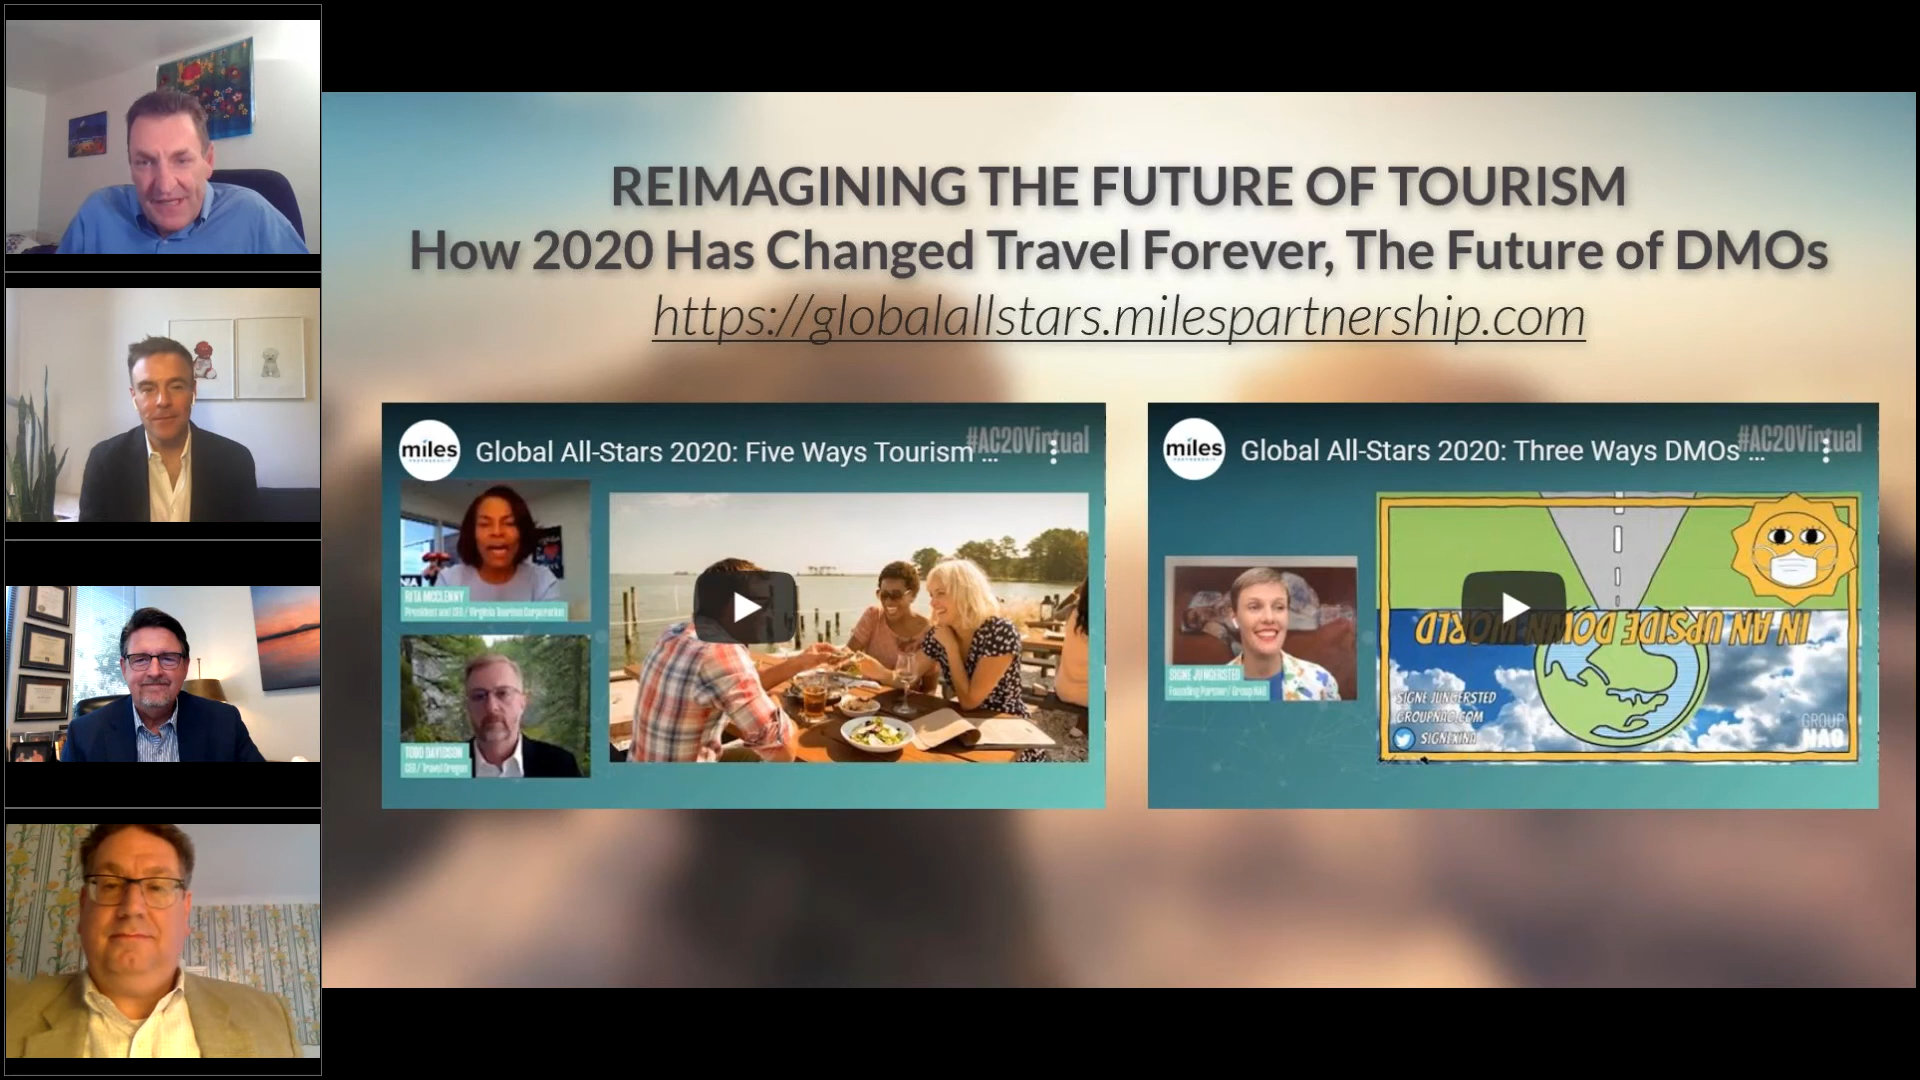 REIMAGINING THE FUTURE OF TOURISM
How 2020 Has Changed Travel Forever, The Future of DMOs
https://globalallstars.milespartnership.com
miles
PARTNERSHIP
Global All-Stars 2020: Five Ways Tourism ...
#AC20Virtual
RITA MCCLENNY
President and CEO / Virginia Tourism Corporation
TODD DAVIDSON
CEO / Travel Oregon
miles
PARTNERSHIP
Global All-Stars 2020: Three Ways DMOs ...
#AC20Virtual
SIGNE JUNGERSTED
Founding Partner/ Group NAO
IN AN UPSIDE DOWN WORLD
SIGNE JUNGERSTED
GROUPNAO.COM
SIGNEXINA
GROUP
NAO